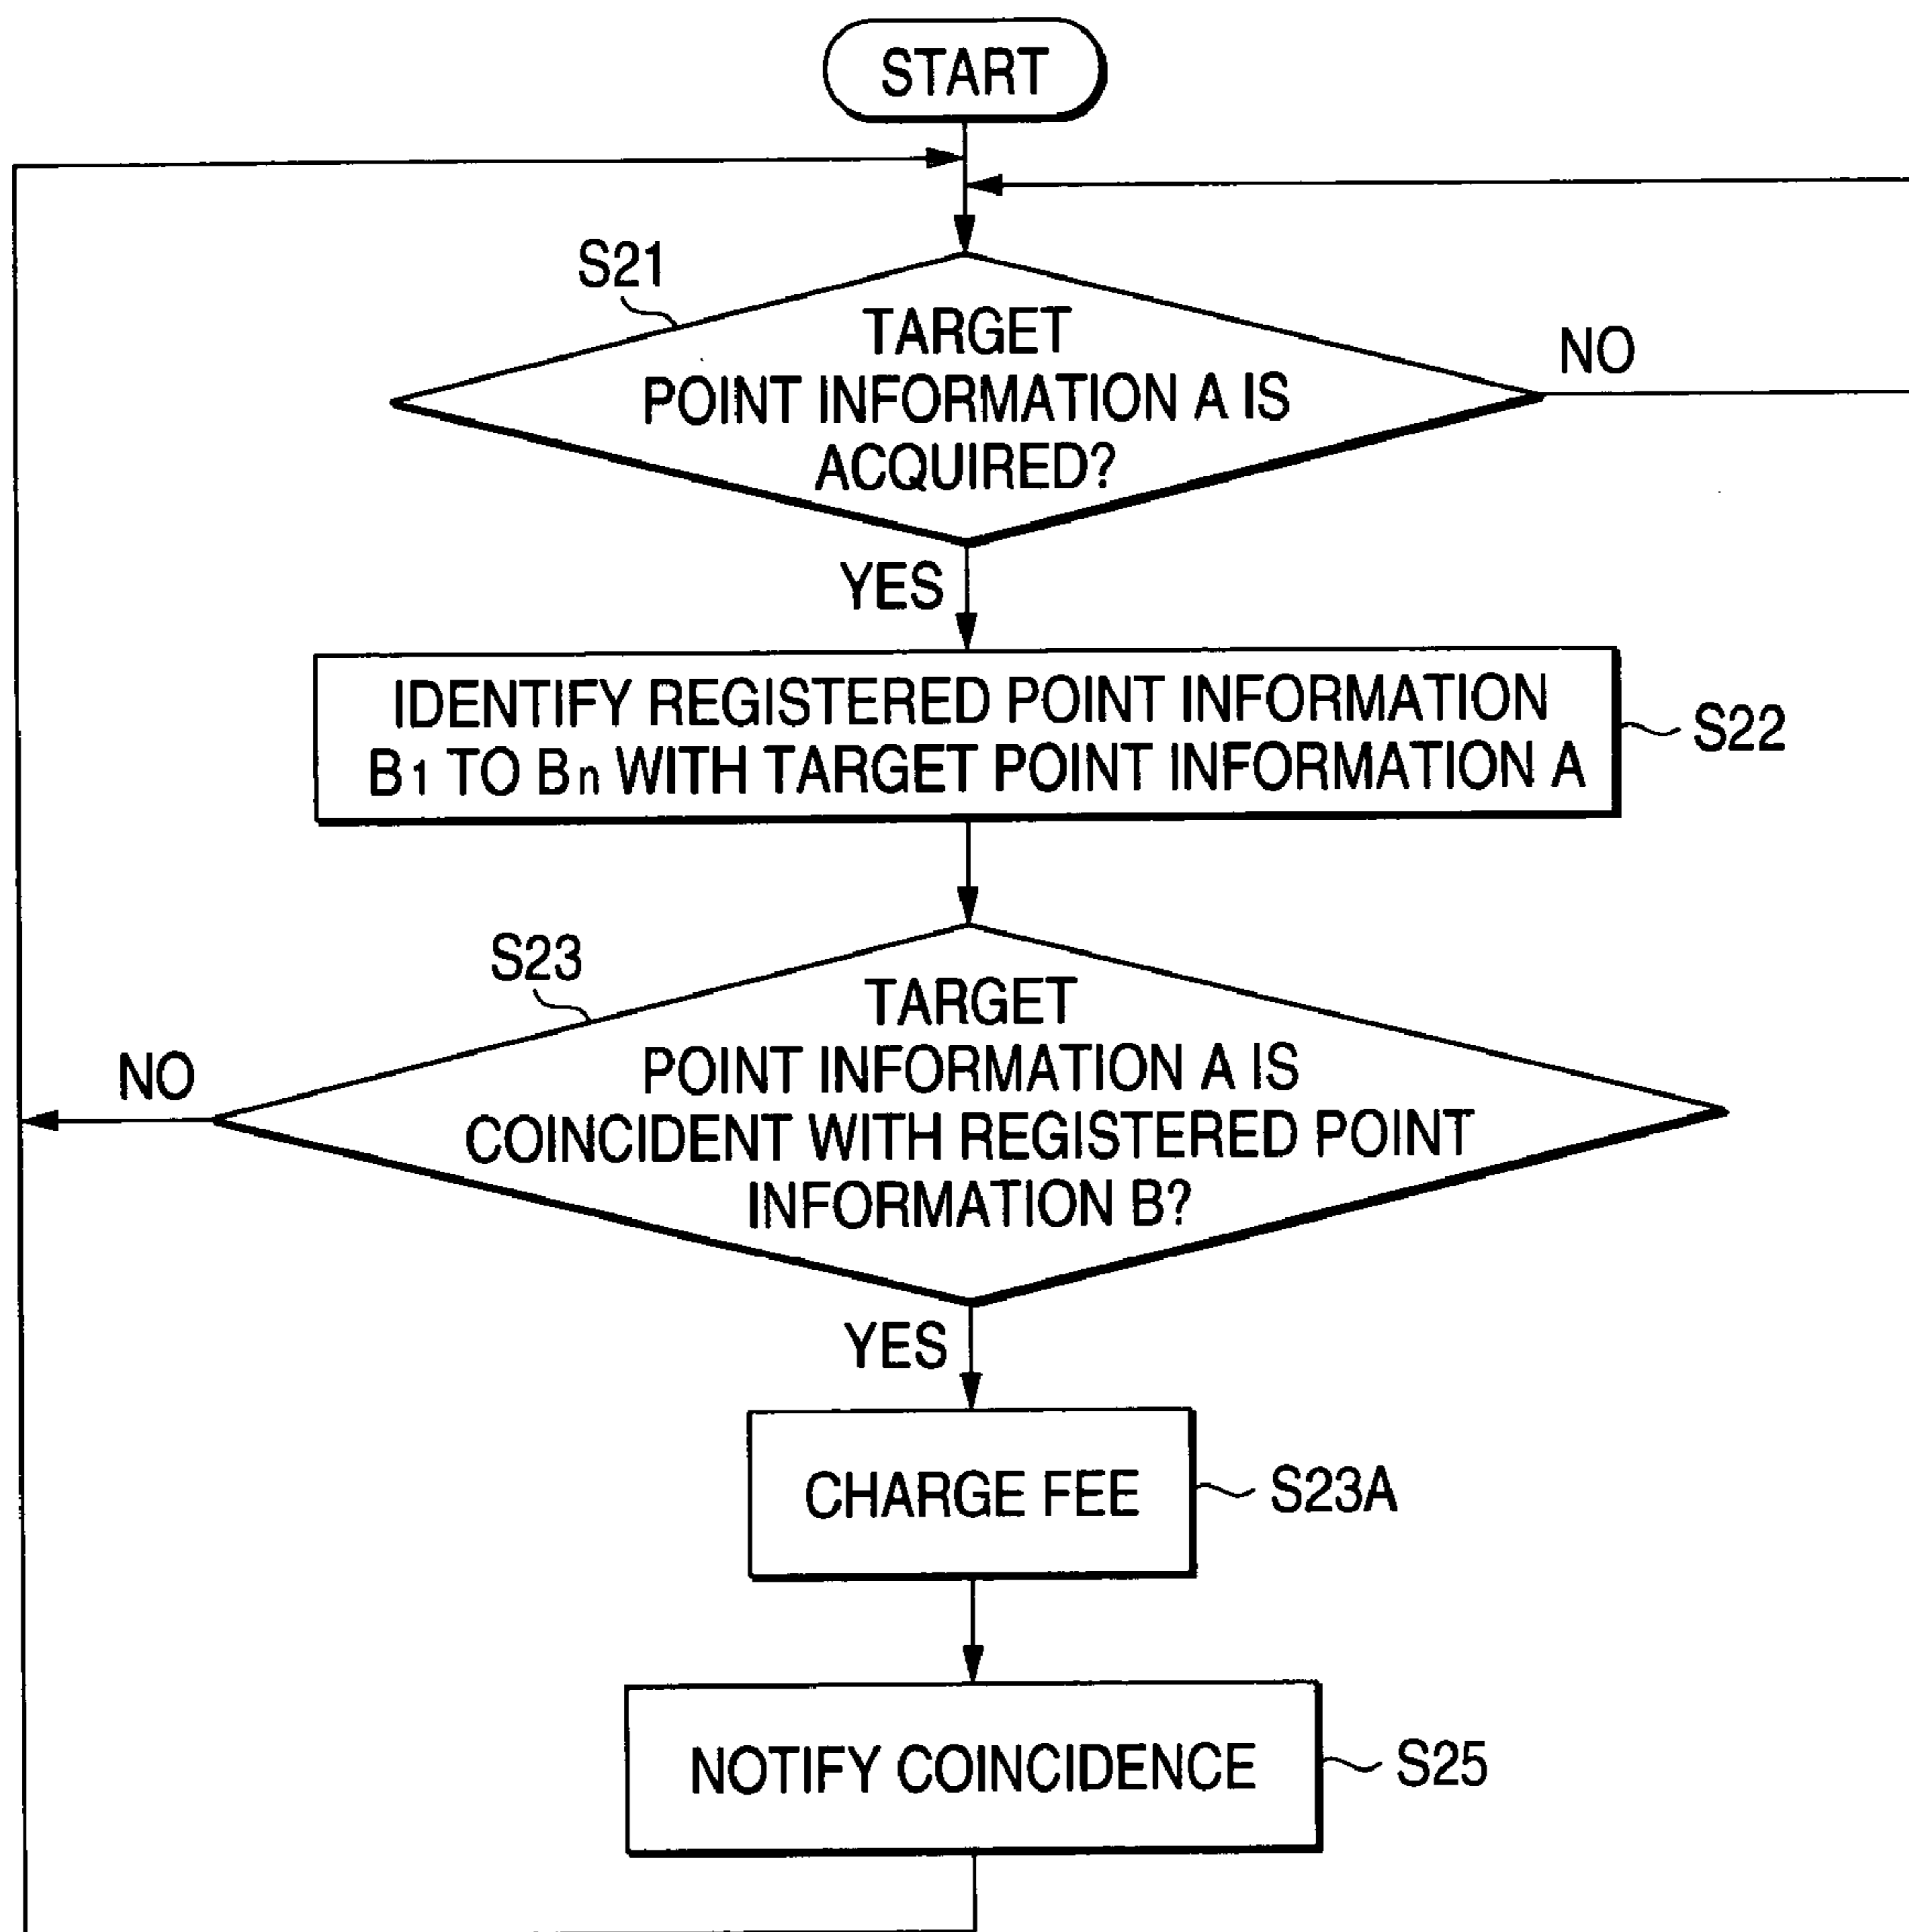 START
S21
TARGET
POINT INFORMATION A IS
ACQUIRED?
NO
YES
IDENTIFY REGISTERED POINT INFORMATION
B1 TO Bn WITH TARGET POINT INFORMATION A
S22
S23
TARGET
POINT INFORMATION A IS
COINCIDENT WITH REGISTERED POINT
INFORMATION B?
NO
YES
CHARGE FEE
S23A
NOTIFY COINCIDENCE
S25